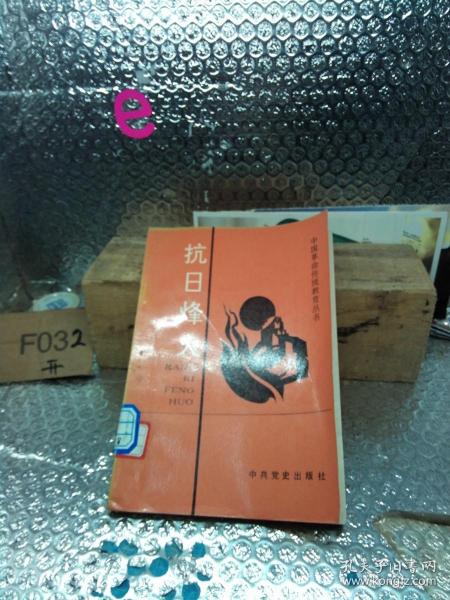 e
中国革命传统教育丛书
抗日烽火
KANG
RI
FENG
HUO
中共党史出版社
F032
孔夫子旧书网
www.kongfz.com